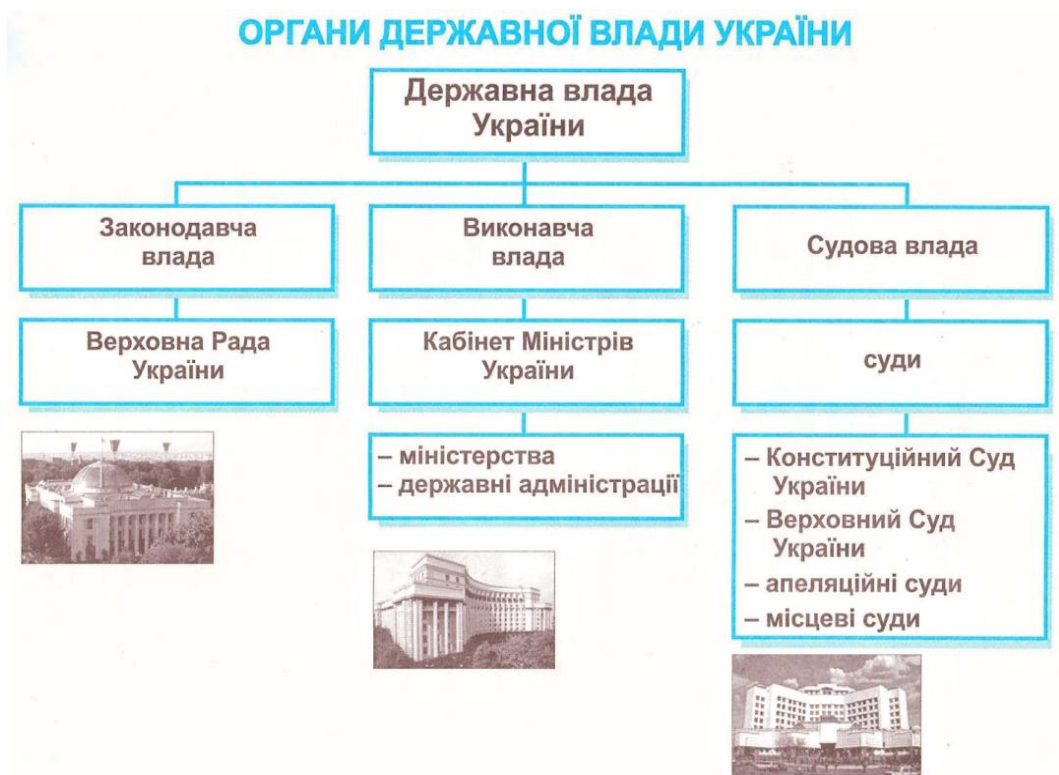 ОРГАНИ ДЕРЖАВНОЇ ВЛАДИ УКРАЇНИ
Державна влада
України
Законодавча
влада
Виконавча
влада
Судова влада
Верховна Рада
України
Кабінет Міністрів
України
суди
– міністерства
– державні адміністрації
– Конституційний Суд
України
– Верховний Суд
України
– апеляційні суди
– місцеві суди